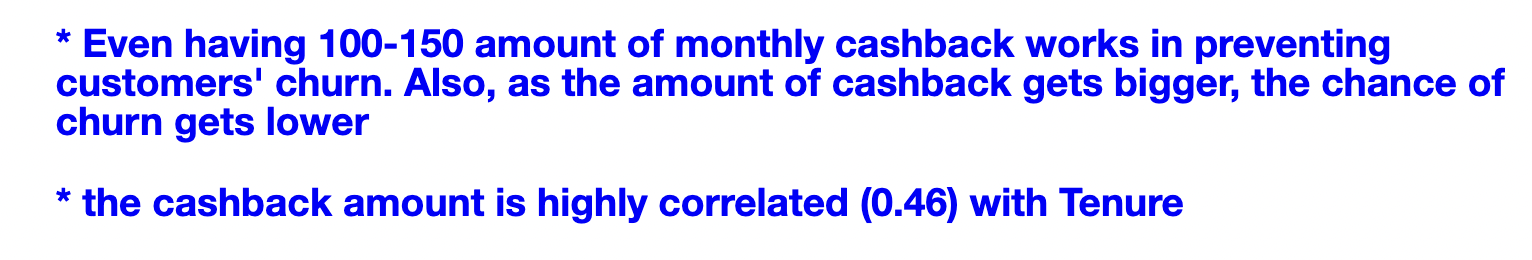 * Even having 100-150 amount of monthly cashback works in preventing
customers' churn. Also, as the amount of cashback gets bigger, the chance of
churn gets lower
* the cashback amount is highly correlated (0.46) with Tenure